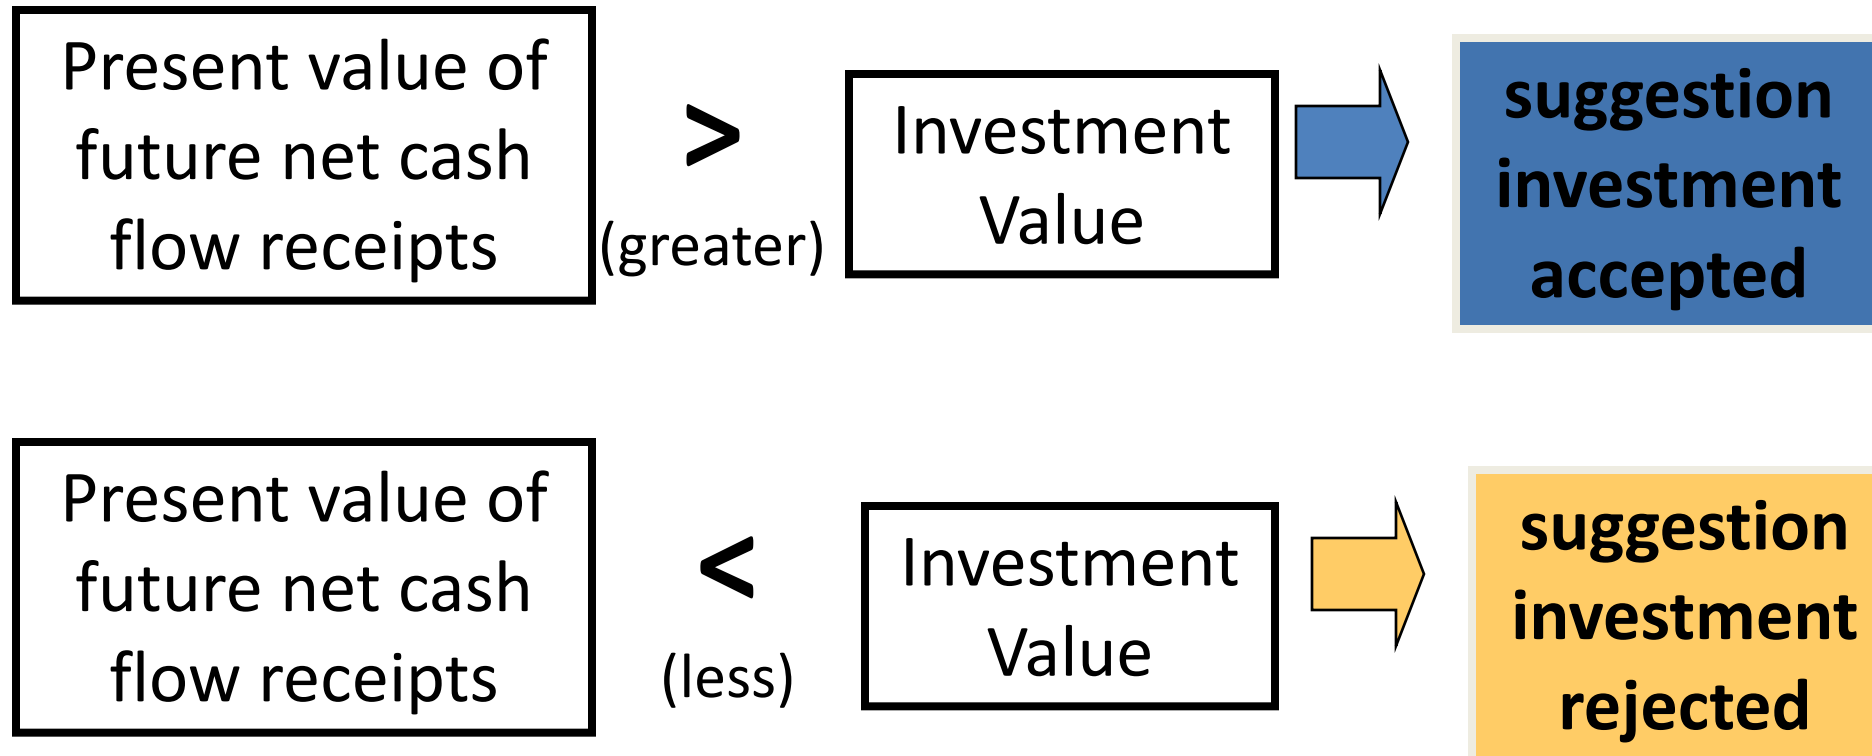 Present value of
future net cash
flow receipts
>
(greater)
Investment
Value
suggestion
investment
accepted
Present value of
future net cash
flow receipts
<
(less)
Investment
Value
suggestion
investment
rejected